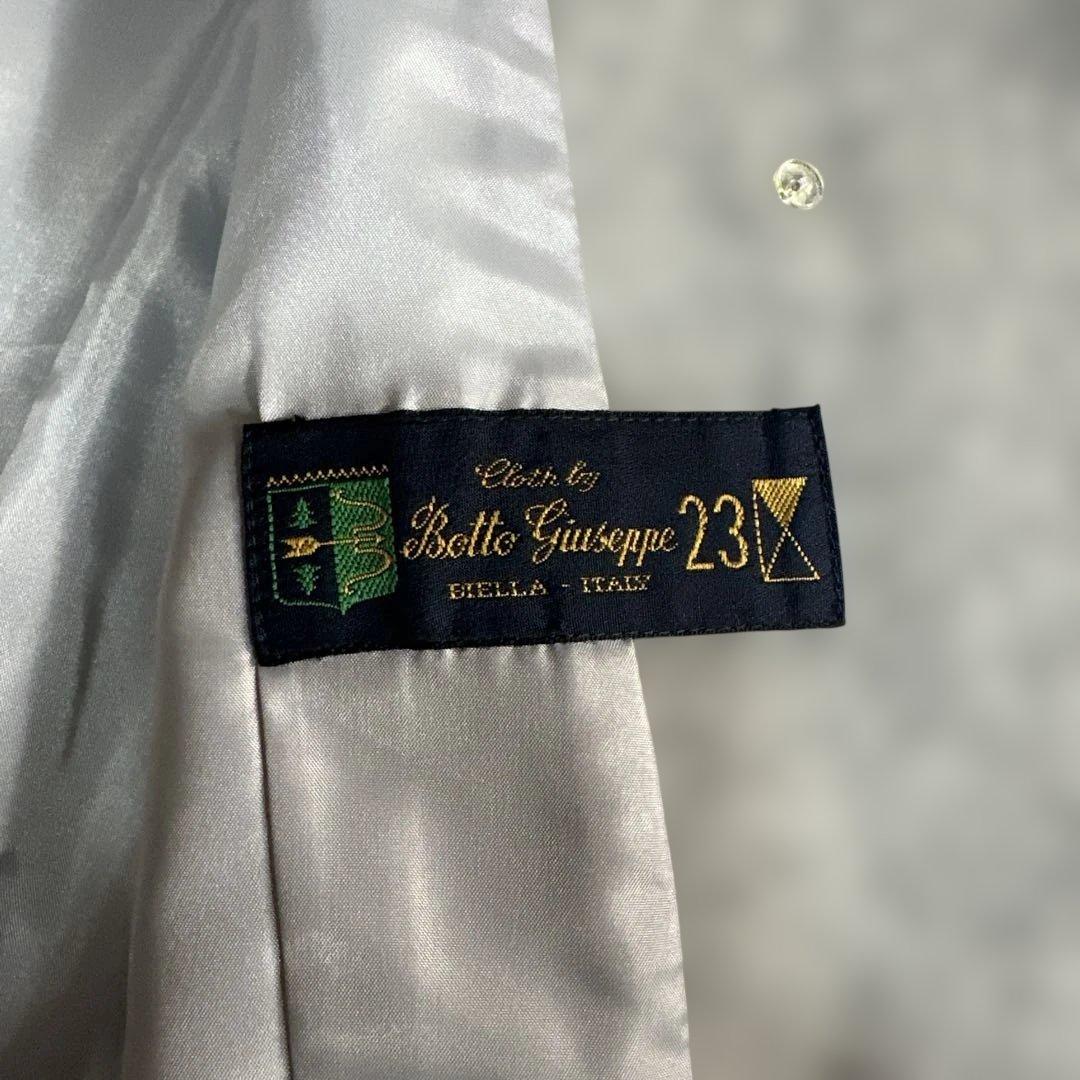 Cloth by
Botto Giuseppe 23
BIELLA - ITALY